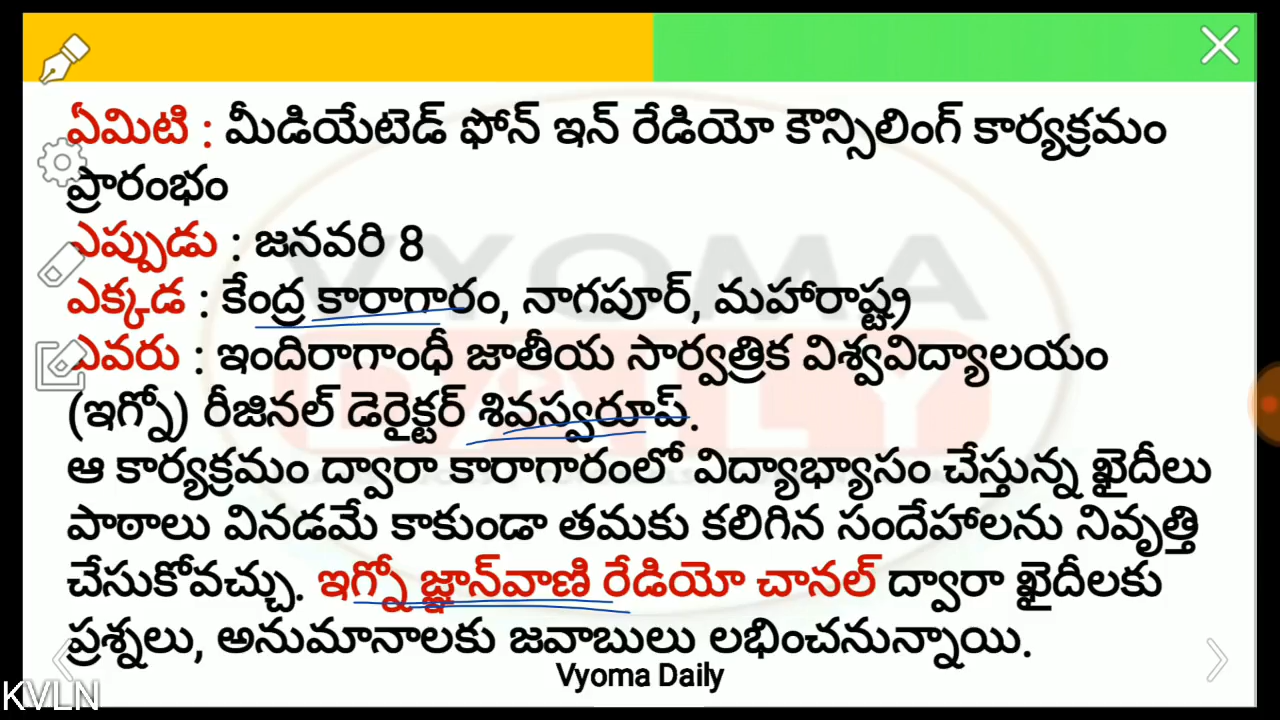 ఏమిటి : మీడియేటెడ్ ఫోన్ ఇన్ రేడియో కౌన్సిలింగ్ కార్యక్రమం
ప్రారంభం
ఎప్పుడు : జనవరి 8
ఎక్కడ : కేంద్ర కారాగారం, నాగపూర్, మహారాష్ట్ర
ఎవరు : ఇందిరాగాంధీ జాతీయ సార్వత్రిక విశ్వవిద్యాలయం
(ఇగ్నో) రీజినల్ డెరైక్టర్ శివస్వరూప్.
ఆ కార్యక్రమం ద్వారా కారాగారంలో విద్యాభ్యాసం చేస్తున్న ఖైదీలు
పాఠాలు వినడమే కాకుండా తమకు కలిగిన సందేహాలను నివృత్తి
చేసుకోవచ్చు. ఇగ్నో జ్ఞాన్‌వాణి రేడియో చానల్ ద్వారా ఖైదీలకు
ప్రశ్నలు, అనుమానాలకు జవాబులు లభించనున్నాయి.
Vyoma Daily
KVLN
VYOMA
DAILY